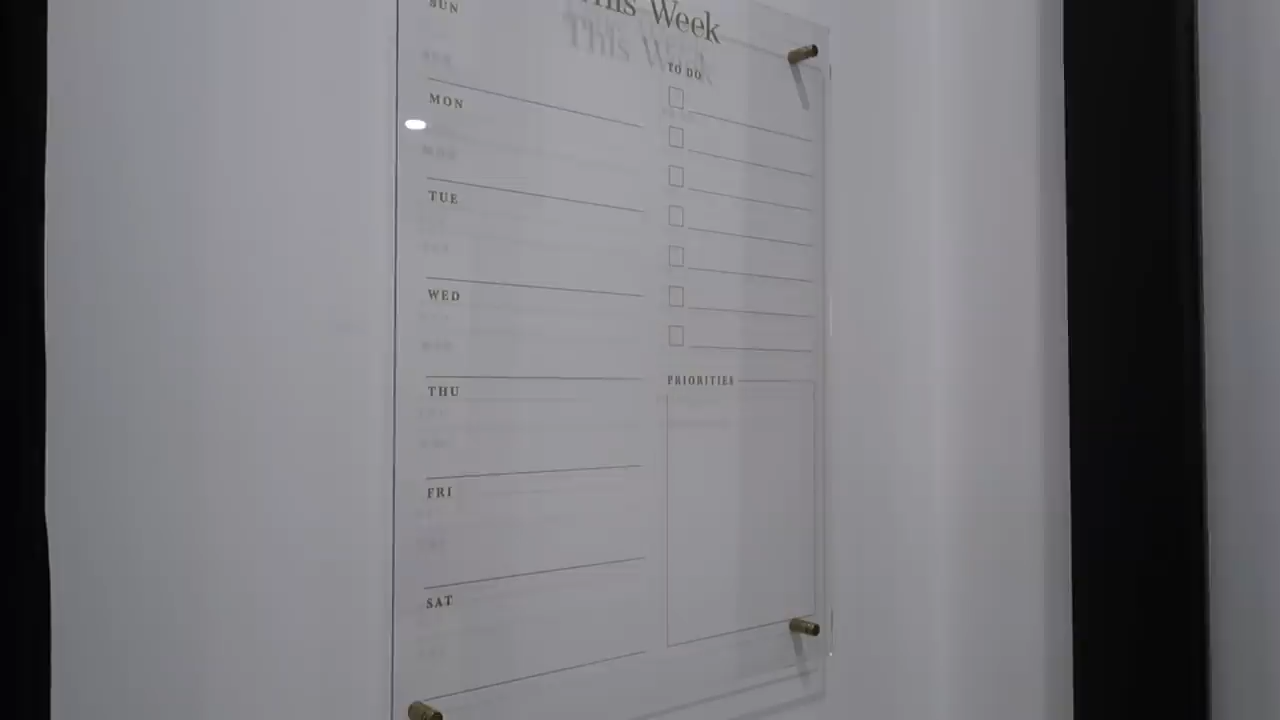 This Week
SUN
MON
TUE
WED
THU
FRI
SAT
TO DO
PRIORITIES